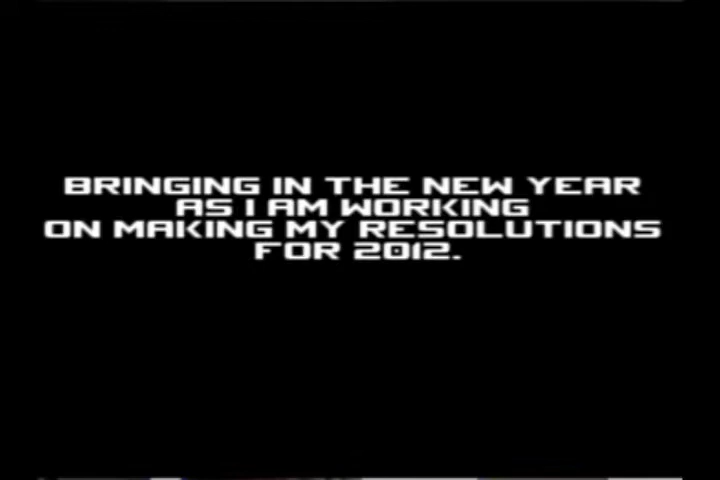 BRINGING IN THE NEW YEAR
AS I AM WORKING
ON MAKING MY RESOLUTIONS
FOR 2012.